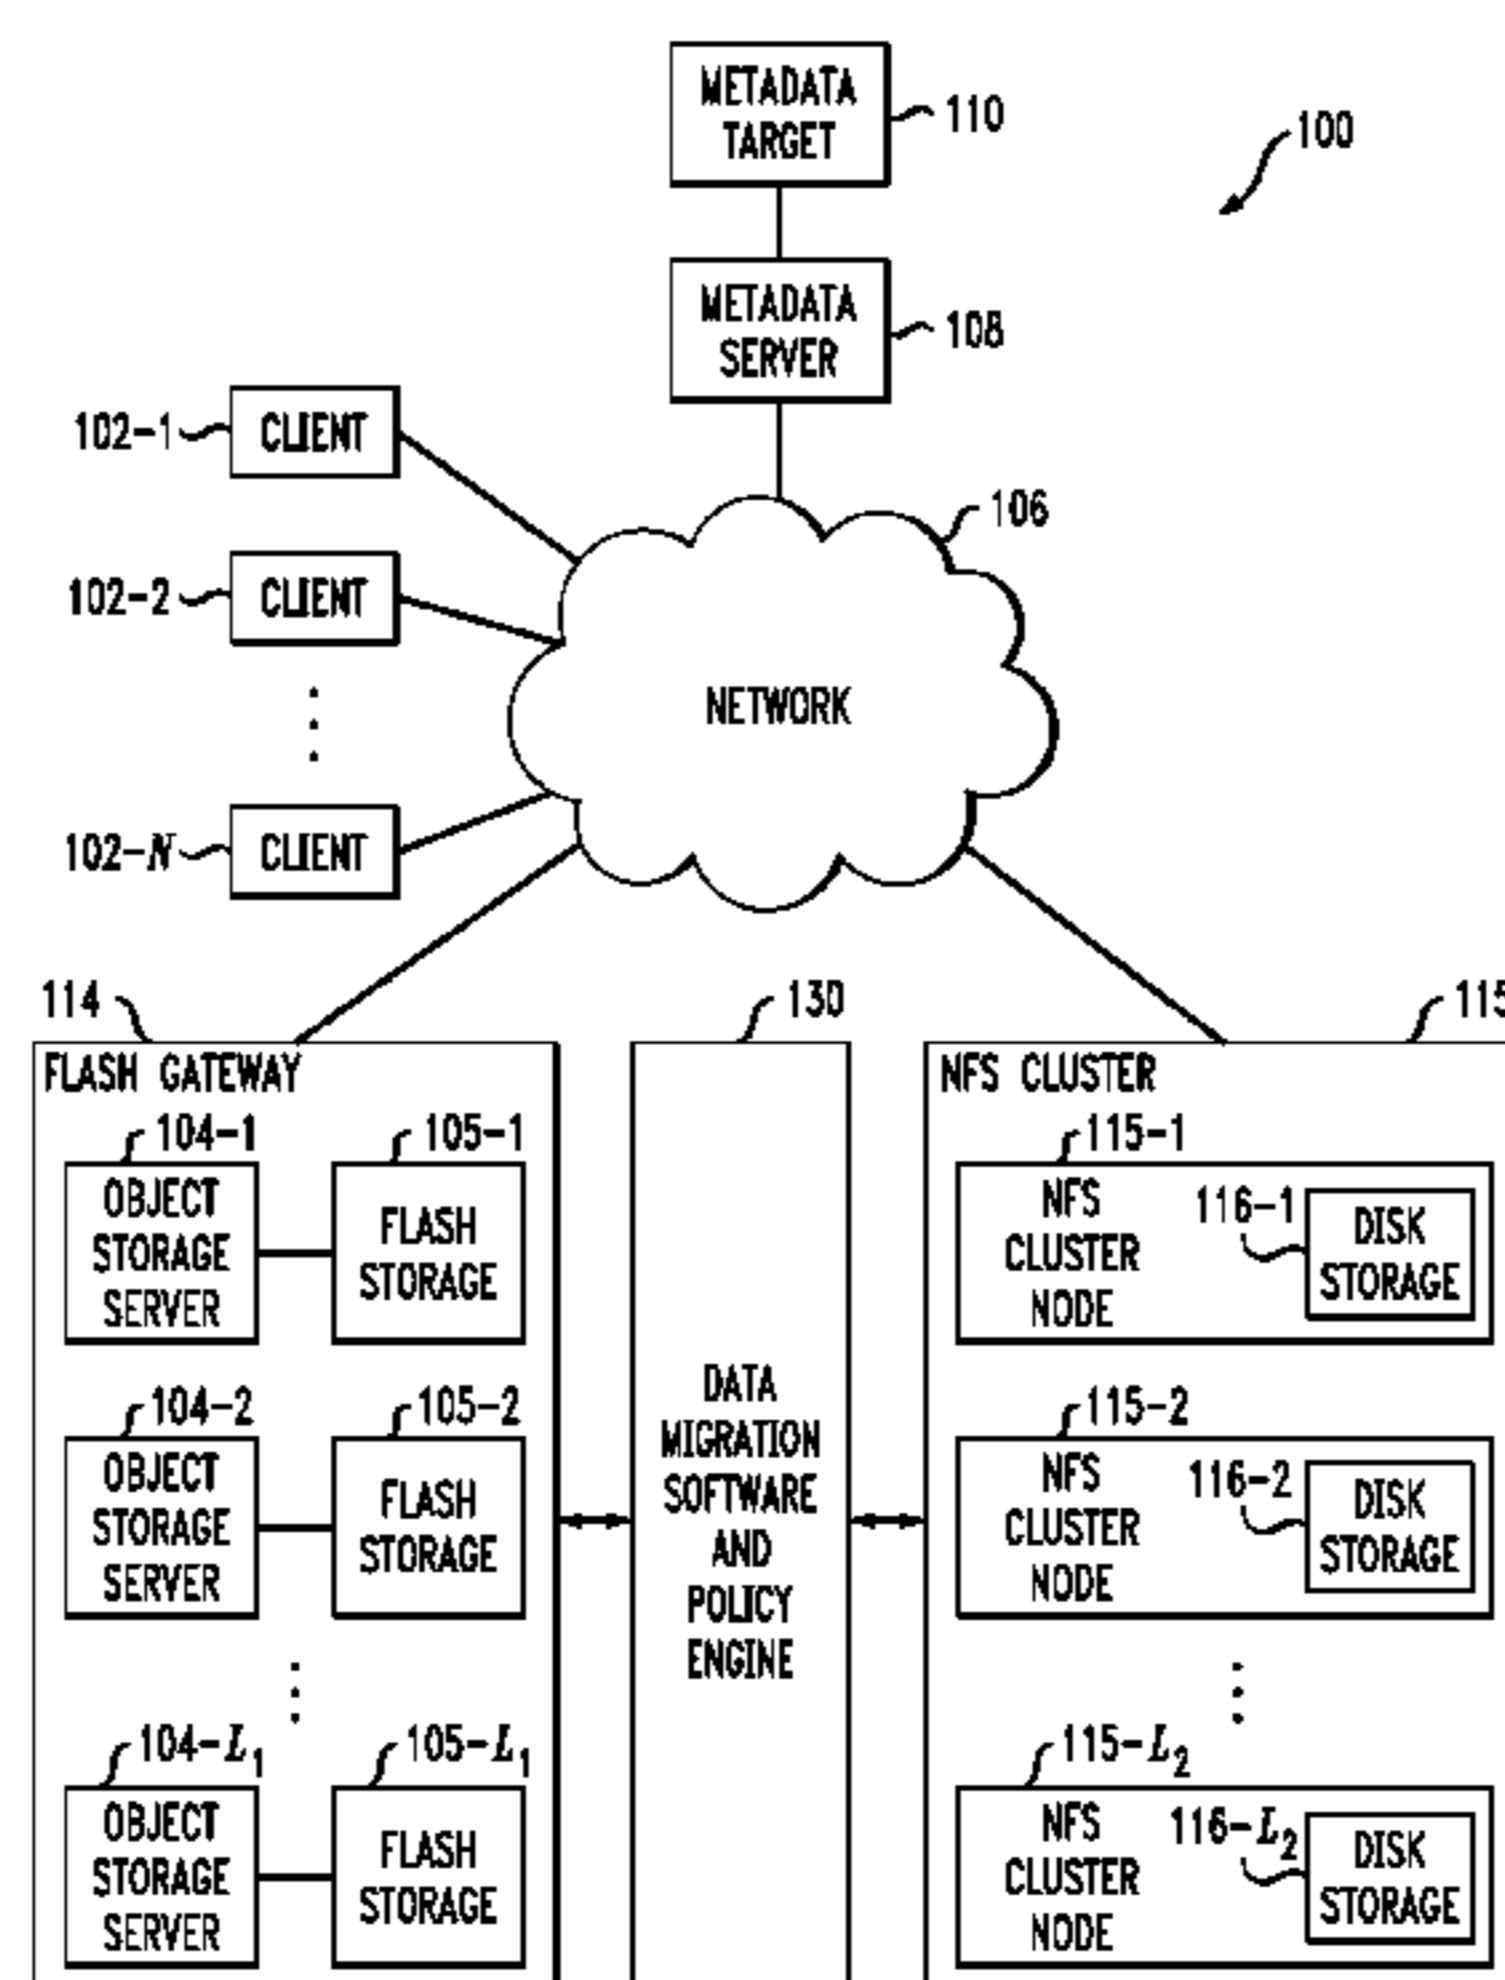 METADATA
TARGET
110
100
METADATA
SERVER
108
102-1
CLIENT
106
102-2
CLIENT
NETWORK
102-N
CLIENT
114
130
115
FLASH GATEWAY
NFS CLUSTER
104-1
105-1
115-1
OBJECT
STORAGE
SERVER
FLASH
STORAGE
NFS
CLUSTER
NODE
116-1
DISK
STORAGE
104-2
105-2
115-2
OBJECT
STORAGE
SERVER
FLASH
STORAGE
DATA
MIGRATION
SOFTWARE
AND
POLICY
ENGINE
NFS
CLUSTER
NODE
116-2
DISK
STORAGE
104-L1
105-L1
115-L2
OBJECT
STORAGE
SERVER
FLASH
STORAGE
NFS
CLUSTER
NODE
116-L2
DISK
STORAGE